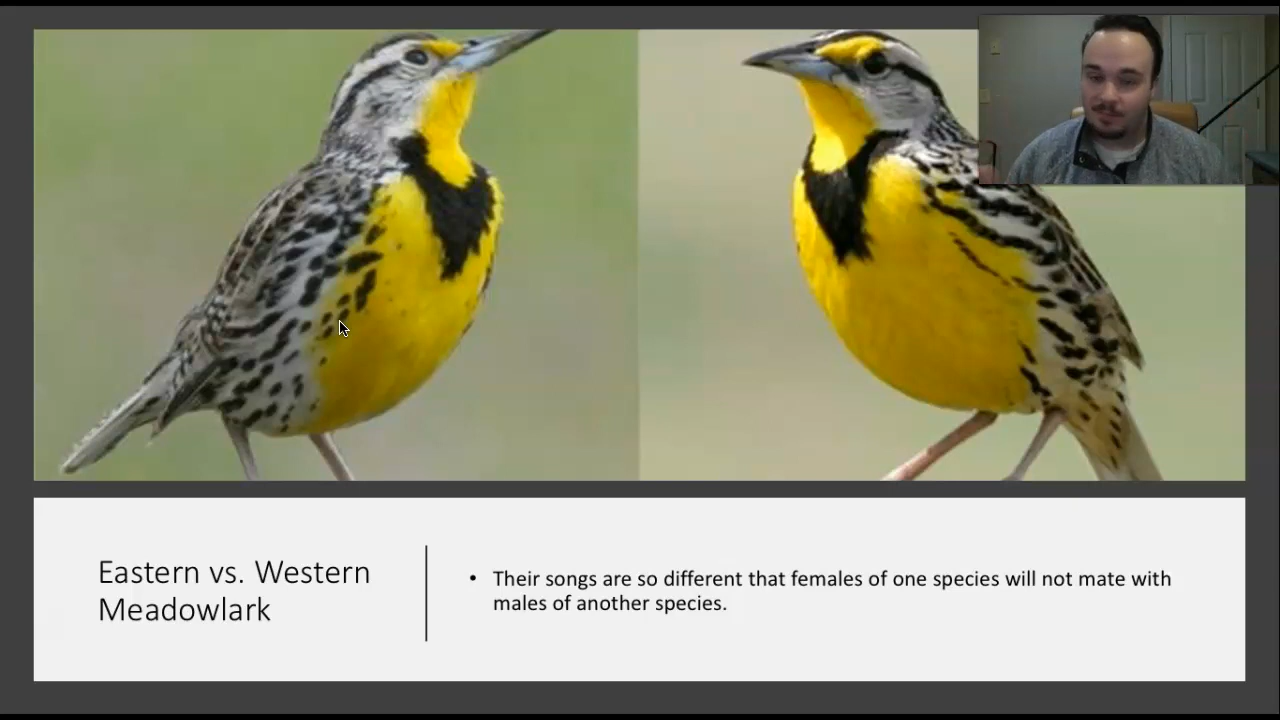 Eastern vs. Western
Meadowlark
• Their songs are so different that females of one species will not mate with
males of another species.